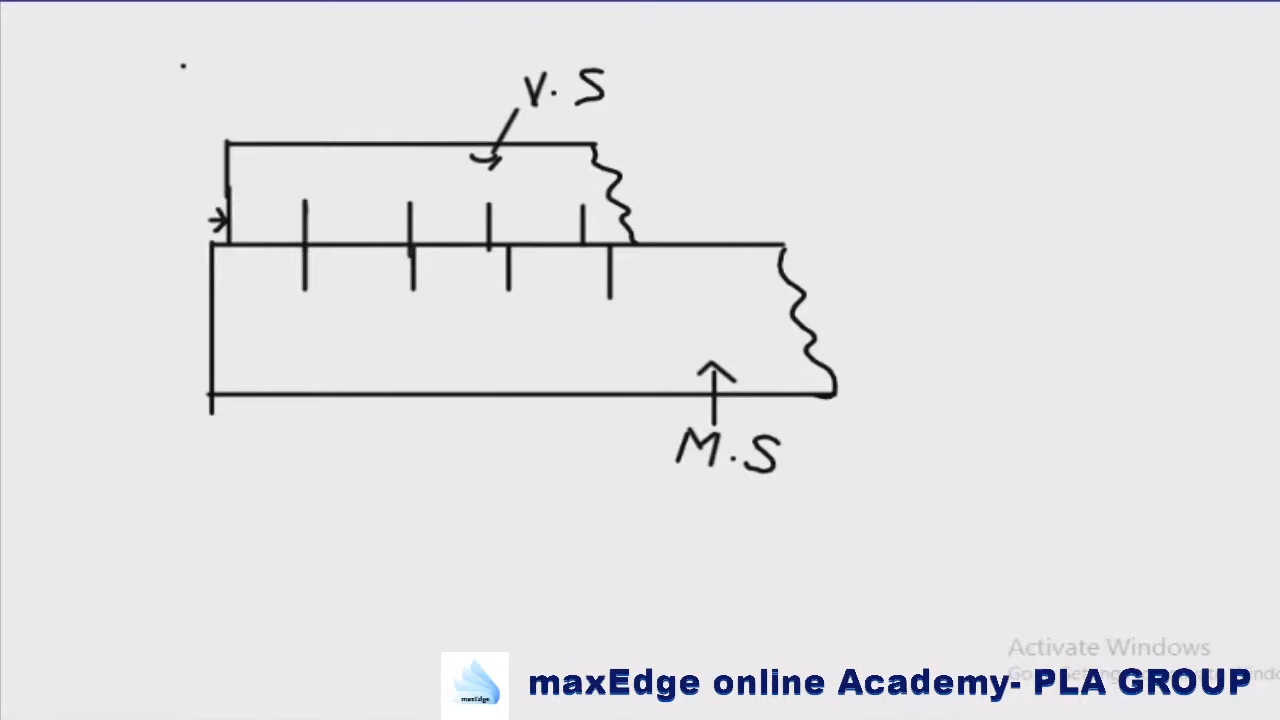 V. S
M. S
Activate Windows
maxEdge online Academy- PLA GROUP
maxEdge